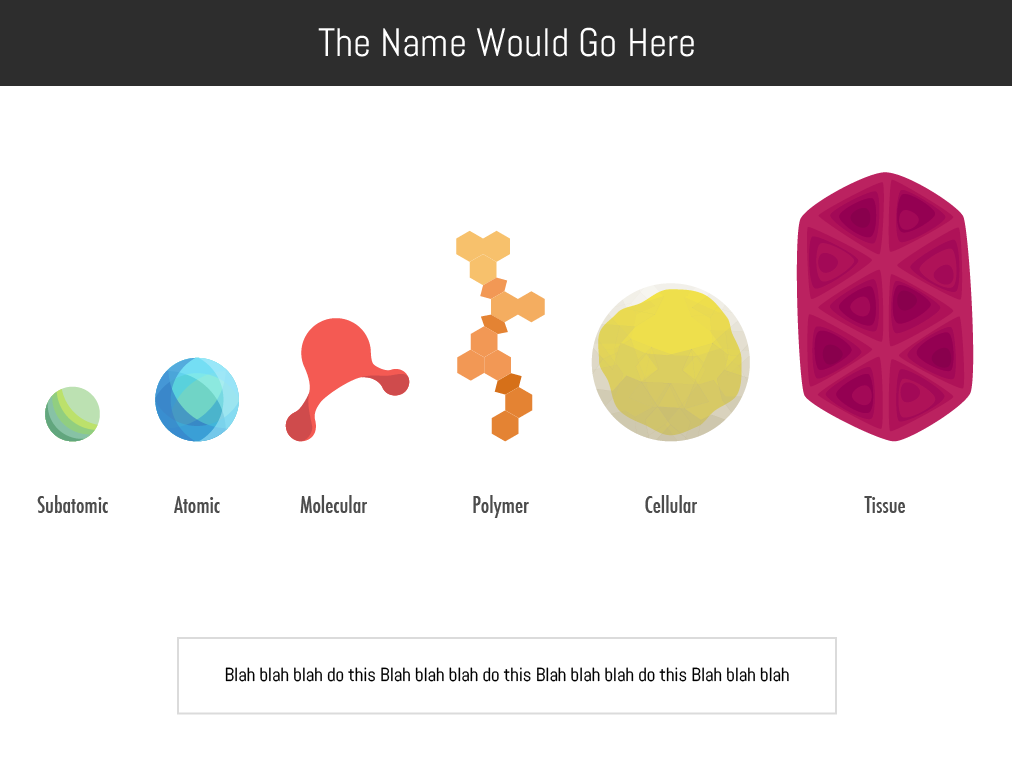 The Name Would Go Here
Subatomic
Atomic
Molecular
Polymer
Cellular
Tissue
Blah blah blah do this Blah blah blah do this Blah blah blah do this Blah blah blah